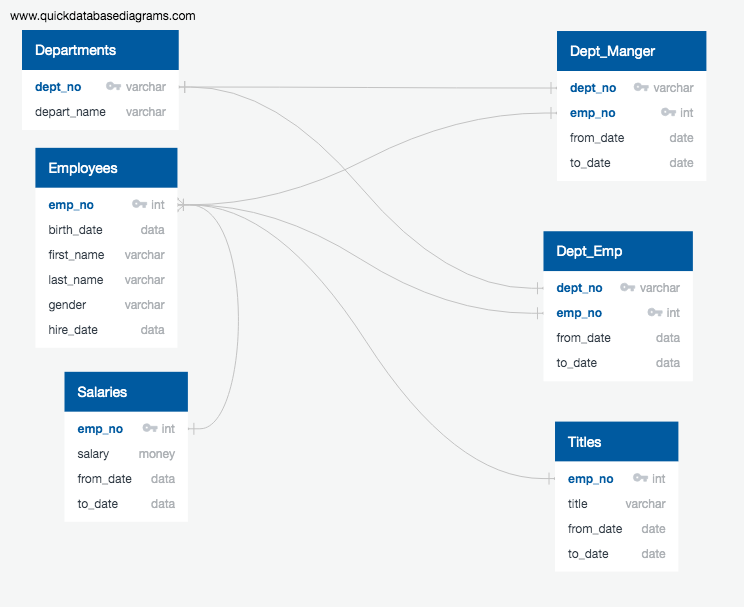 www.quickdatabasediagrams.com
Departments
dept_no varchar
depart_name varchar
Employees
emp_no int
birth_date data
first_name varchar
last_name varchar
gender varchar
hire_date data
Salaries
emp_no int
salary money
from_date data
to_date data
Dept_Manger
dept_no varchar
emp_no int
from_date date
to_date date
Dept_Emp
dept_no varchar
emp_no int
from_date data
to_date data
Titles
emp_no int
title varchar
from_date date
to_date date